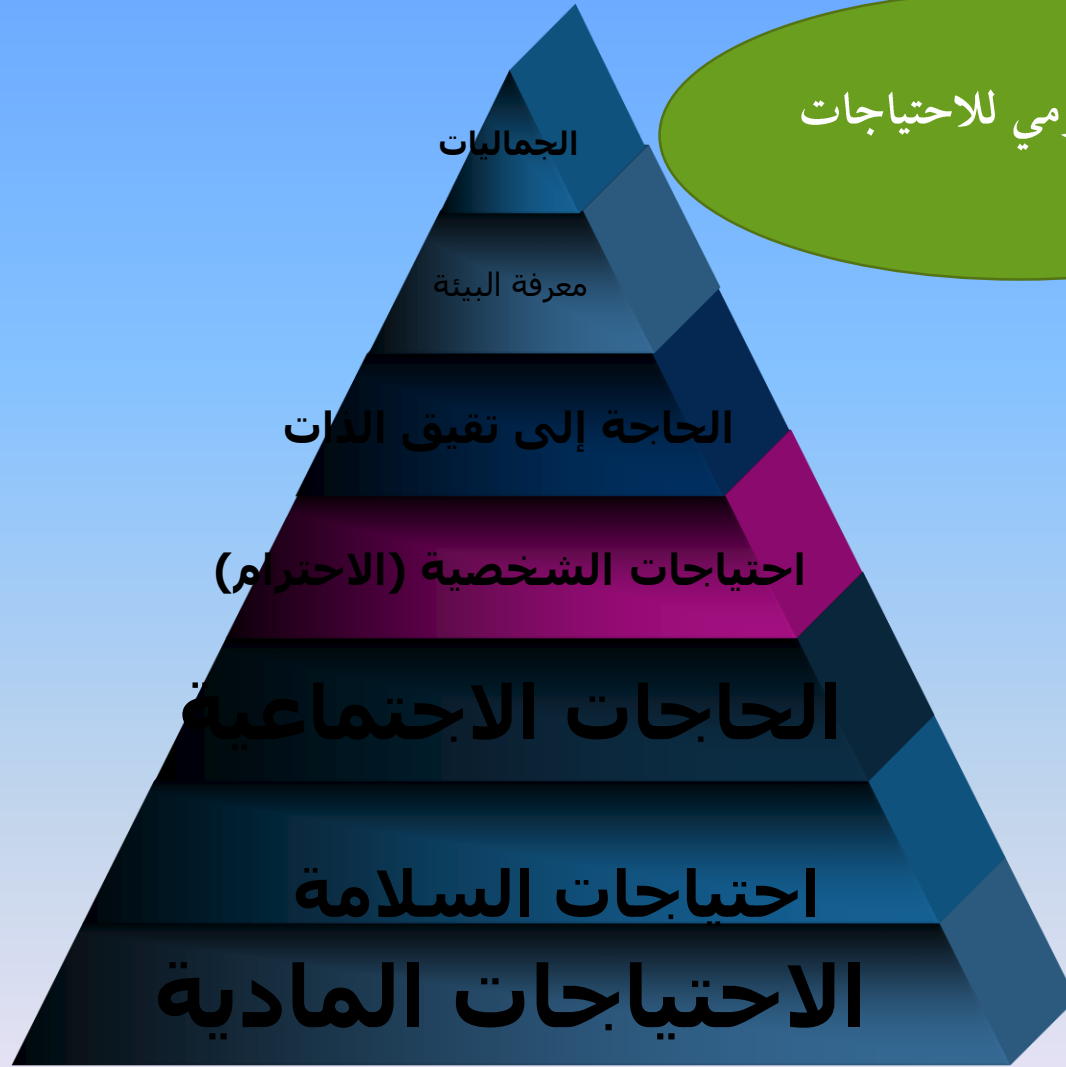 للاحتياجات
الجماليات
معرفة البيئة
الحاجة إلى تقيق الذات
احتياجات الشخصية (الاحترام)
الحاجات الاجتماعية
احتياجات السلامة
الاحتياجات المادية